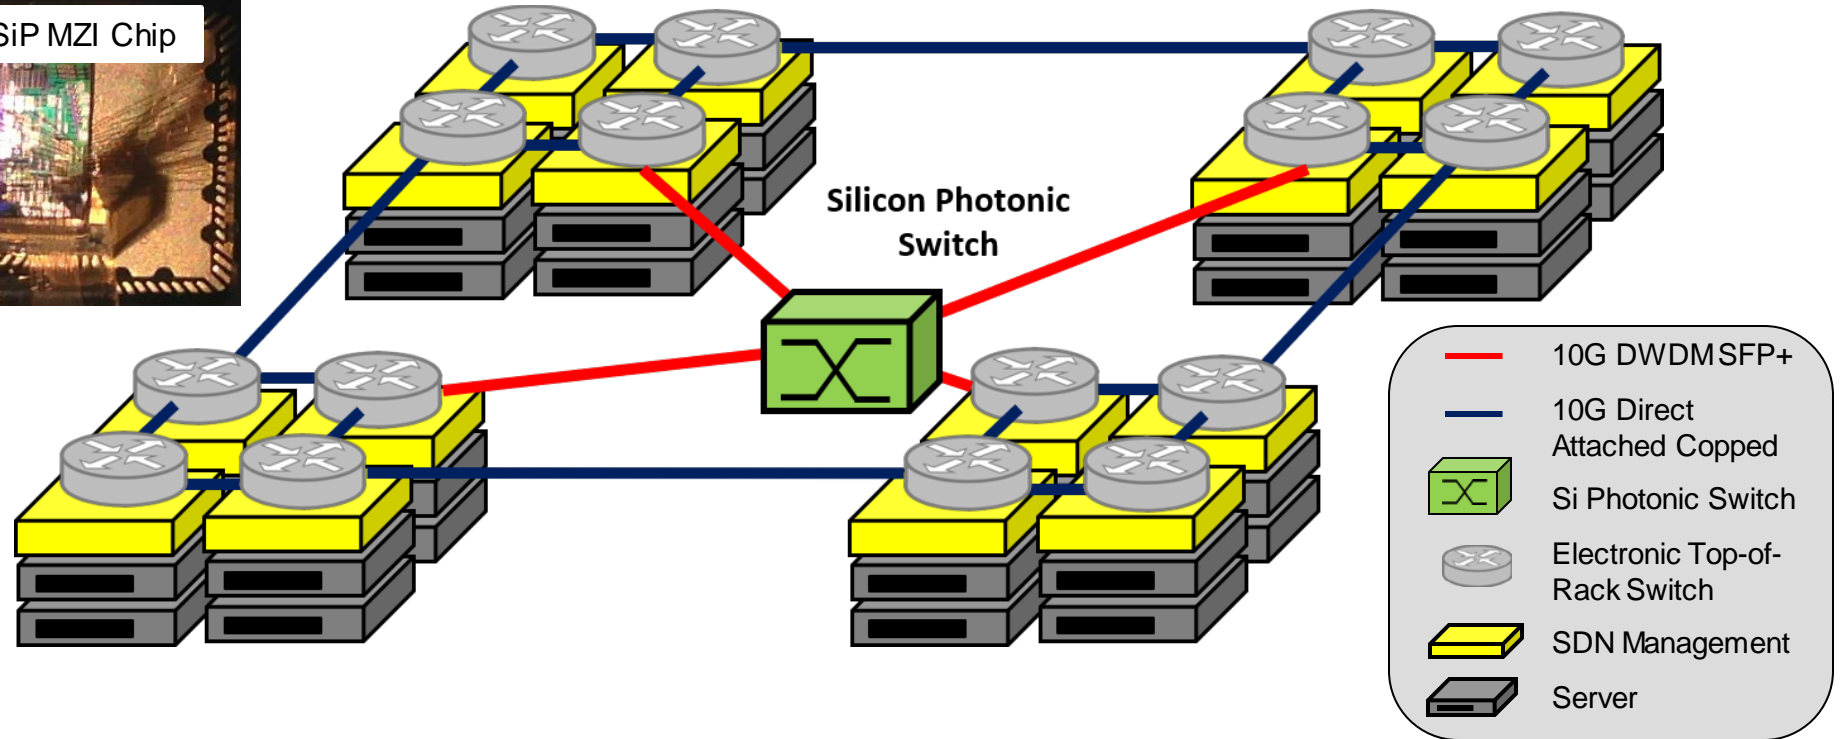 SiP MZI Chip
Silicon Photonic
Switch
10G DWDM SFP+
10G Direct
Attached Copped
Si Photonic Switch
Electronic Top-of-
Rack Switch
SDN Management
Server